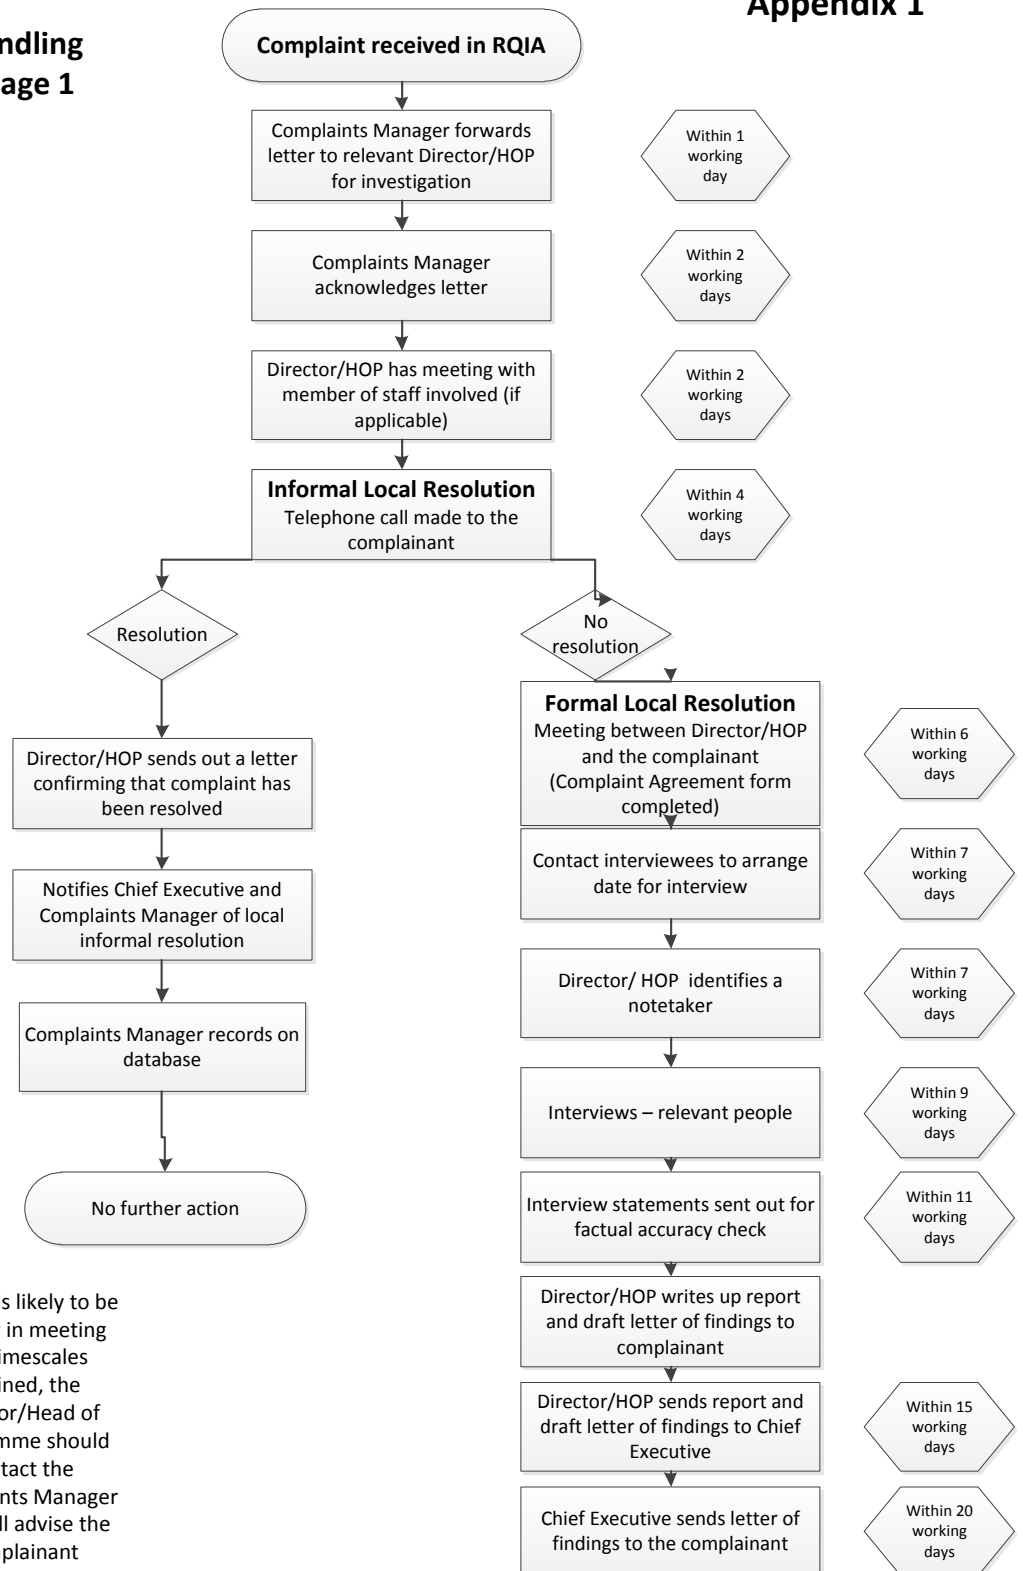 Appendix 1
ndling
age 1
Complaint received in RQIA
Complaints Manager forwards
letter to relevant Director/HOP
for investigation
Within 1
working
day
Complaints Manager
acknowledges letter
Within 2
working
days
Director/HOP has meeting with
member of staff involved (if
applicable)
Within 2
working
days
Informal Local Resolution
Telephone call made to the
complainant
Within 4
working
days
Resolution
No
resolution
Director/HOP sends out a letter
confirming that complaint has
been resolved
Notifies Chief Executive and
Complaints Manager of local
informal resolution
Complaints Manager records on
database
No further action
Formal Local Resolution
Meeting between Director/HOP
and the complainant
(Complaint Agreement form
completed)
Within 6
working
days
Contact interviewees to arrange
date for interview
Within 7
working
days
Director/ HOP identifies a
notetaker
Within 7
working
days
Interviews – relevant people
Within 9
working
days
Interview statements sent out for
factual accuracy check
Within 11
working
days
Director/HOP writes up report
and draft letter of findings to
complainant
Director/HOP sends report and
draft letter of findings to Chief
Executive
Within 15
working
days
Chief Executive sends letter of
findings to the complainant
Within 20
working
days
s likely to be
in meeting
imescales
ined, the
or/Head of
mme should
tact the
nts Manager
ll advise the
plainant